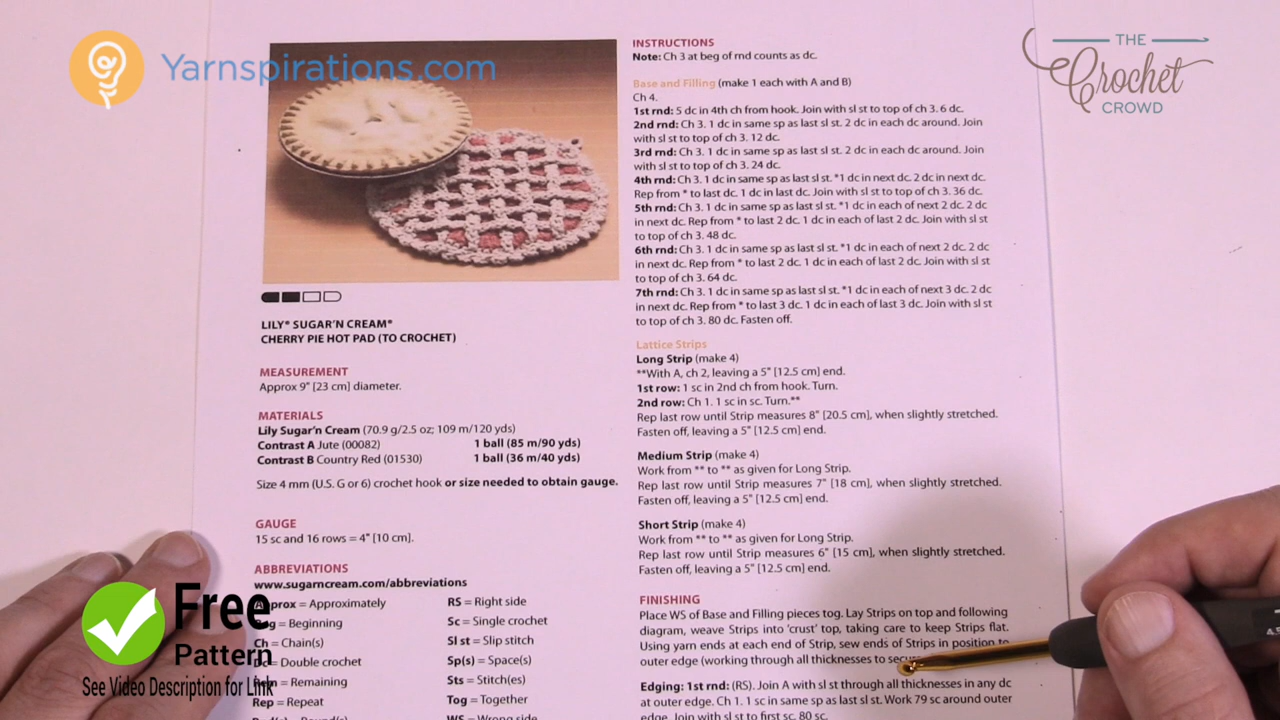 Yarnspirations.com
THE
Crochet
CROWD
LILY® SUGAR'N CREAM®
CHERRY PIE HOT PAD (TO CROCHET)
MEASUREMENT
Approx 9" [23 cm] diameter.
MATERIALS
Lily Sugar'n Cream (70.9 g/2.5 oz; 109 m/120 yds)
Contrast A Jute (00082) 1 ball (85 m/90 yds)
Contrast B Country Red (01530) 1 ball (36 m/40 yds)
Size 4 mm (U.S. G or 6) crochet hook or size needed to obtain gauge.
GAUGE
15 sc and 16 rows = 4" [10 cm].
ABBREVIATIONS
www.sugarncream.com/abbreviations
Approx = Approximately
= Beginning
Ch = Chain(s)
Dc = Double crochet
= Remaining
Rep = Repeat
RS = Right side
Sc = Single crochet
Sl st = Slip stitch
Sp(s) = Space(s)
Sts = Stitch(es)
Tog = Together
WS = Wrong side
INSTRUCTIONS
Note: Ch 3 at beg of rnd counts as dc.
Base and Filling (make 1 each with A and B)
Ch 4.
1st rnd: 5 dc in 4th ch from hook. Join with sl st to top of ch 3. 6 dc.
2nd rnd: Ch 3. 1 dc in same sp as last sl st. 2 dc in each dc around. Join
with sl st to top of ch 3. 12 dc.
3rd rnd: Ch 3. 1 dc in same sp as last sl st. 2 dc in each dc around. Join
with sl st to top of ch 3. 24 dc.
4th rnd: Ch 3. 1 dc in same sp as last sl st. *1 dc in next dc. 2 dc in next dc.
Rep from * to last dc. 1 dc in last dc. Join with sl st to top of ch 3. 36 dc.
5th rnd: Ch 3. 1 dc in same sp as last sl st. *1 dc in each of next 2 dc. 2 dc
in next dc. Rep from * to last 2 dc. 1 dc in each of last 2 dc. Join with sl st
to top of ch 3. 48 dc.
6th rnd: Ch 3. 1 dc in same sp as last sl st. *1 dc in each of next 2 dc. 2 dc
in next dc. Rep from * to last 2 dc. 1 dc in each of last 2 dc. Join with sl st
to top of ch 3. 64 dc.
7th rnd: Ch 3. 1 dc in same sp as last sl st. *1 dc in each of next 3 dc. 2 dc
in next dc. Rep from * to last 3 dc. 1 dc in each of last 3 dc. Join with sl st
to top of ch 3. 80 dc. Fasten off.
Lattice Strips
Long Strip (make 4)
**With A, ch 2, leaving a 5" [12.5 cm] end.
1st row: 1 sc in 2nd ch from hook. Turn.
2nd row: Ch 1. 1 sc in sc. Turn.**
Rep last row until Strip measures 8" [20.5 cm], when slightly stretched.
Fasten off, leaving a 5" [12.5 cm] end.
Medium Strip (make 4)
Work from ** to ** as given for Long Strip.
Rep last row until Strip measures 7" [18 cm], when slightly stretched.
Fasten off, leaving a 5" [12.5 cm] end.
Short Strip (make 4)
Work from ** to ** as given for Long Strip.
Rep last row until Strip measures 6" [15 cm], when slightly stretched.
Fasten off, leaving a 5" [12.5 cm] end.
FINISHING
Place WS of Base and Filling pieces tog. Lay Strips on top and following
diagram, weave Strips into 'crust' top, taking care to keep Strips flat.
Using yarn ends at each end of Strip, sew ends of Strips in position to
outer edge (working through all thicknesses to
Edging: 1st rnd: (RS). Join A with sl st through all thicknesses in any dc
at outer edge. Ch 1. 1 sc in same sp as last sl st. Work 79 sc around outer
edge. Join with sl st to first sc. 80 sc.
Free
Pattern
See Video Description for Link